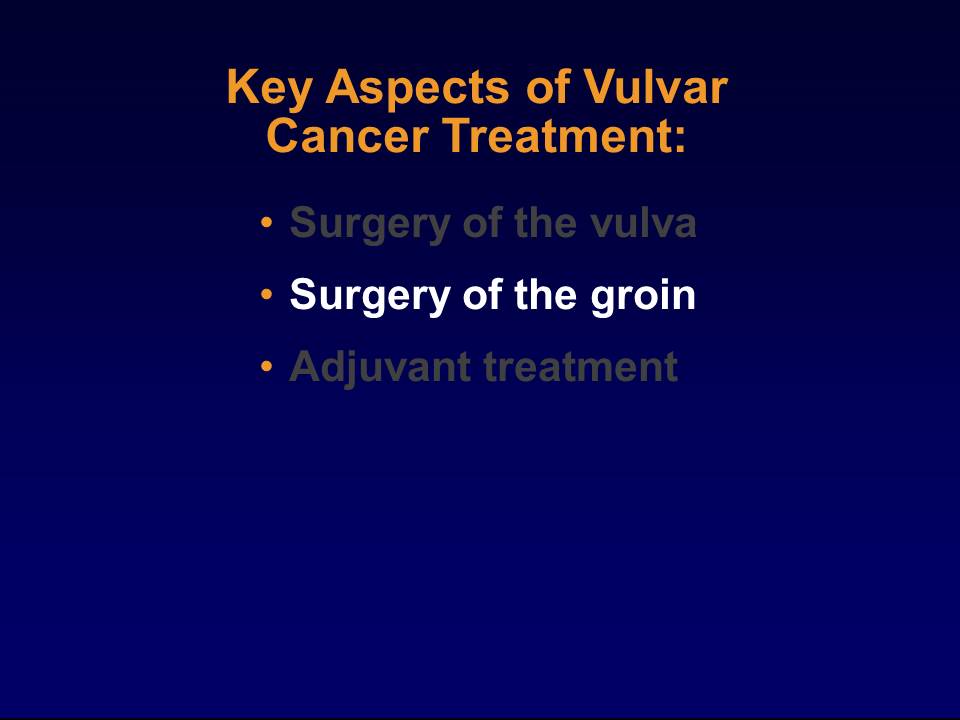 Key Aspects of Vulvar
Cancer Treatment:
• Surgery of the vulva
• Surgery of the groin
• Adjuvant treatment